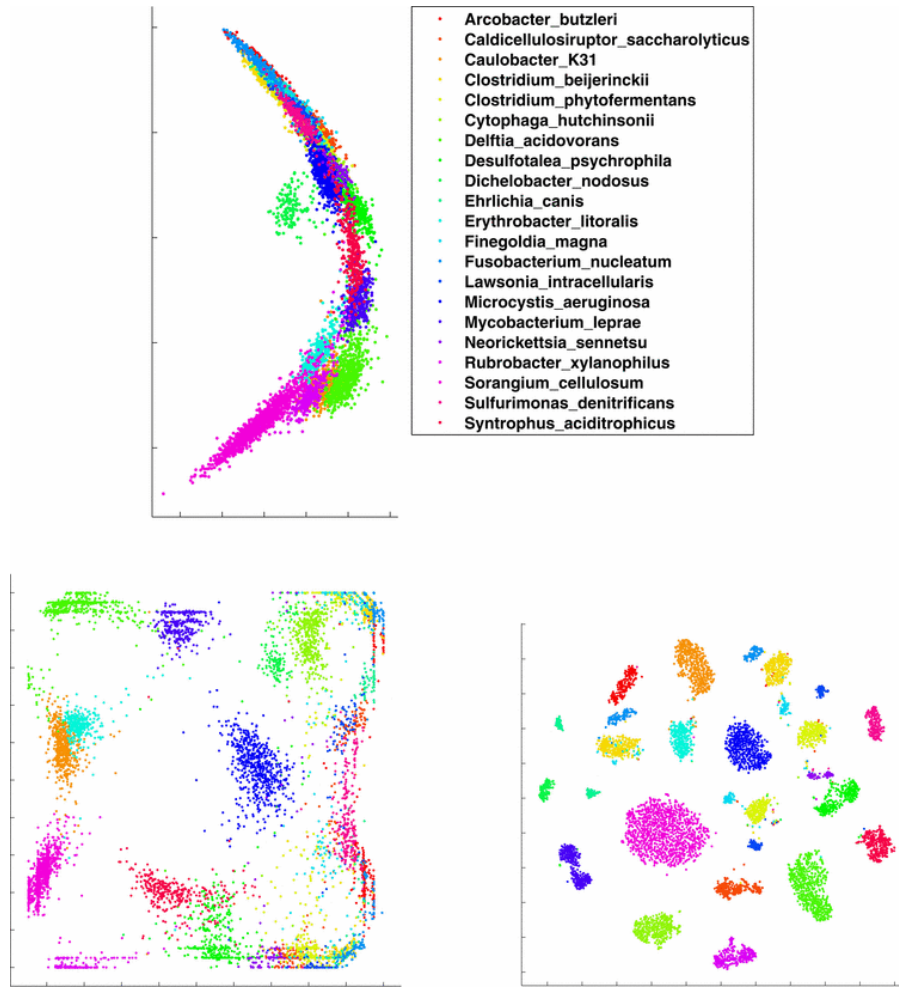 Arcobacter_butzleri
Caldicellulosiruptor_saccharolyticus
Caulobacter_K31
Clostridium_beijerinckii
Clostridium_phytofermentans
Cytophaga_hutchinsonii
Delftia_acidovorans
Desulfotalea_psychrophila
Dichelobacter_nodosus
Ehrlichia_canis
Erythrobacter_litoralis
Finegoldia_magna
Fusobacterium_nucleatum
Lawsonia_intracellularis
Microcystis_aeruginosa
Mycobacterium_leprae
Neorickettsia_sennetsu
Rubrobacter_xylanophilus
Sorangium_cellulosum
Sulfurimonas_denitrificans
Syntrophus_aciditrophicus